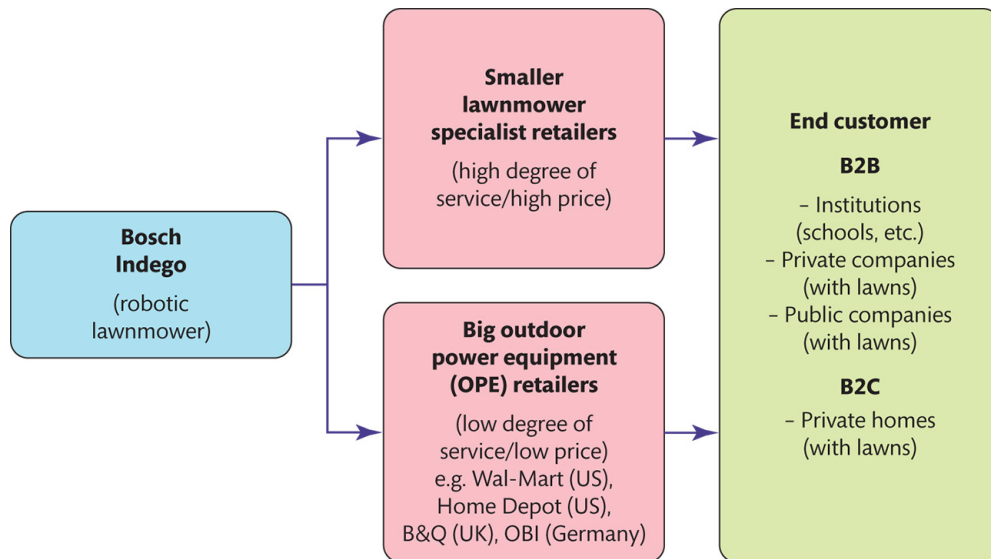 Bosch
Indego
(robotic
lawnmower)
Smaller
lawnmower
specialist retailers
(high degree of
service/high price)
Big outdoor
power equipment
(OPE) retailers
(low degree of
service/low price)
e.g. Wal-Mart (US),
Home Depot (US),
B&Q (UK), OBI (Germany)
End customer
B2B
– Institutions
(schools, etc.)
– Private companies
(with lawns)
– Public companies
(with lawns)
B2C
– Private homes
(with lawns)